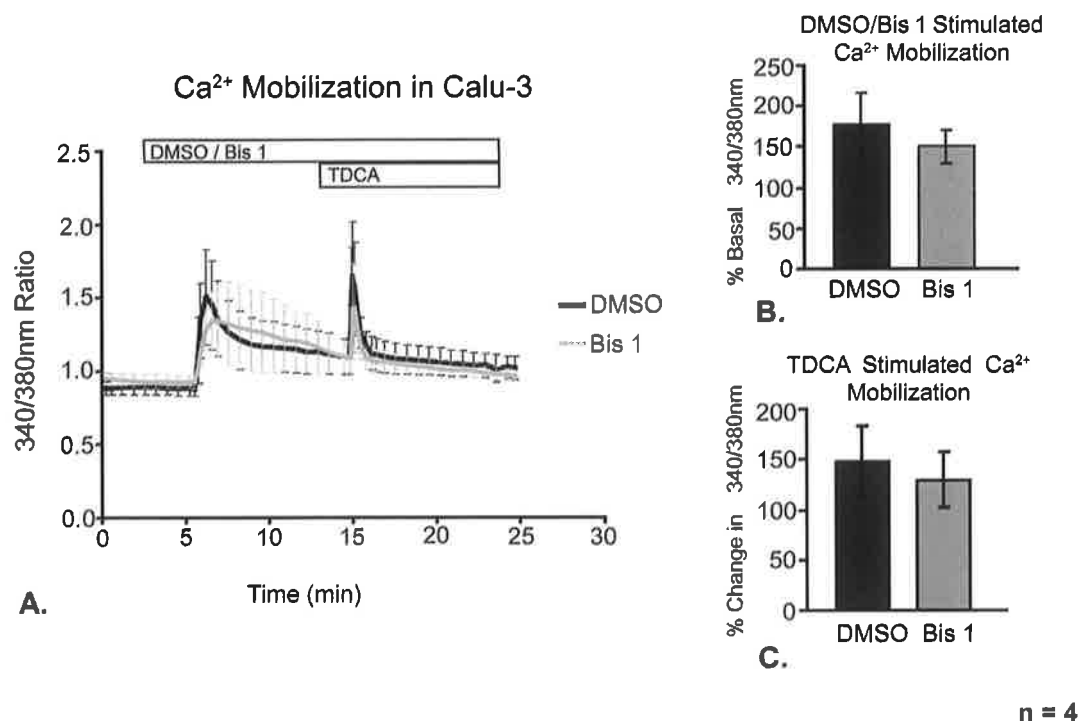 Ca²⁺ Mobilization in Calu-3
2.5
2.0
1.5
1.0
0.5
0.0
340/380nm Ratio
DMSO / Bis 1
TDCA
0 5 10 15 20 25 30
Time (min)
DMSO
Bis 1
A.
DMSO/Bis 1 Stimulated
Ca²⁺ Mobilization
250
200
150
100
50
0
% Basal 340/380nm
DMSO Bis 1
B.
TDCA Stimulated Ca²⁺
Mobilization
200
150
100
50
0
% Change in 340/380nm
DMSO Bis 1
C.
n = 4